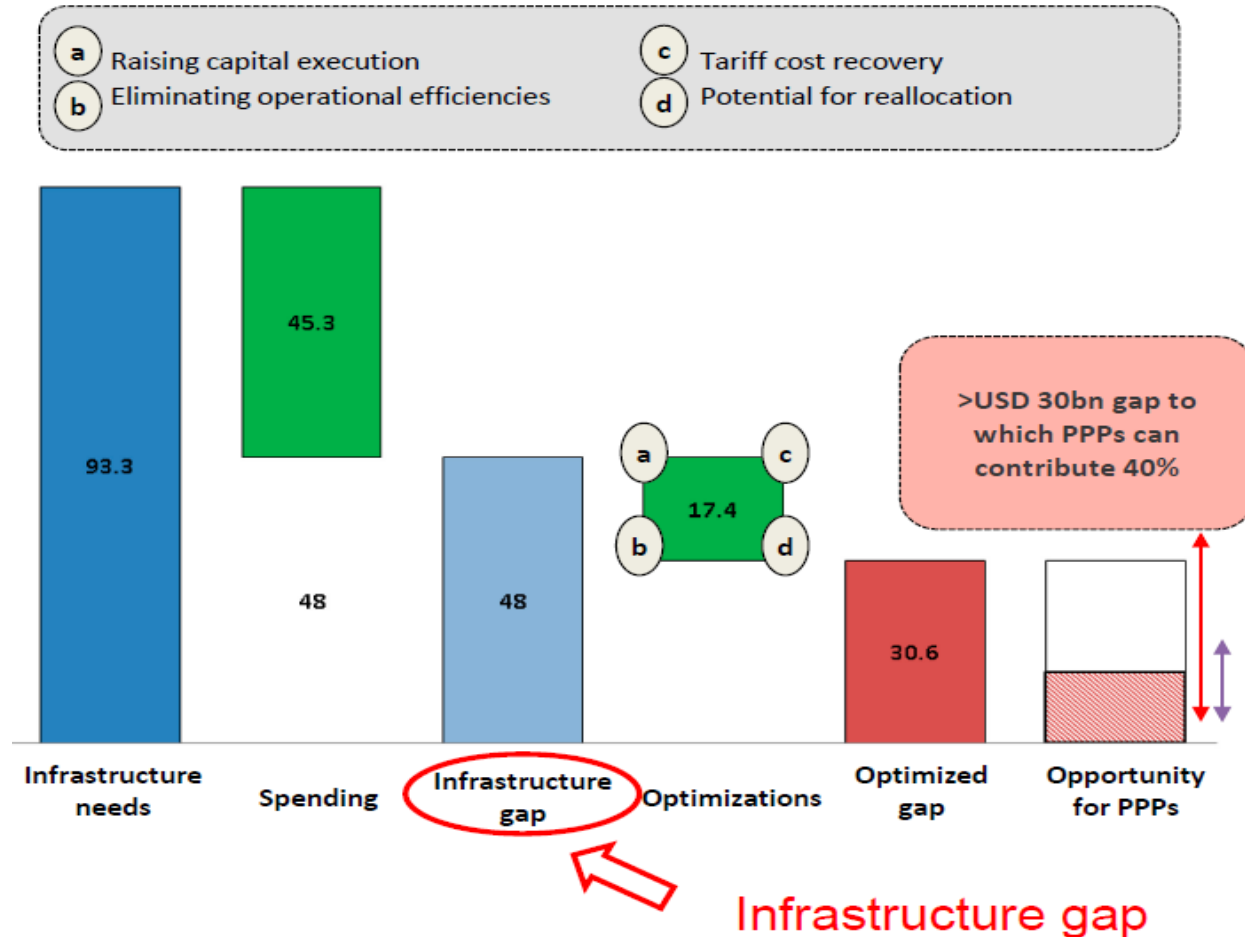 a Raising capital execution
b Eliminating operational efficiencies
c Tariff cost recovery
d Potential for reallocation
93.3
45.3
48
48
a
c
17.4
b
d
30.6
>USD 30bn gap to
which PPPs can
contribute 40%
Infrastructure
needs
Spending
Infrastructure
gap
Optimizations
Optimized
gap
Opportunity
for PPPs
Infrastructure gap